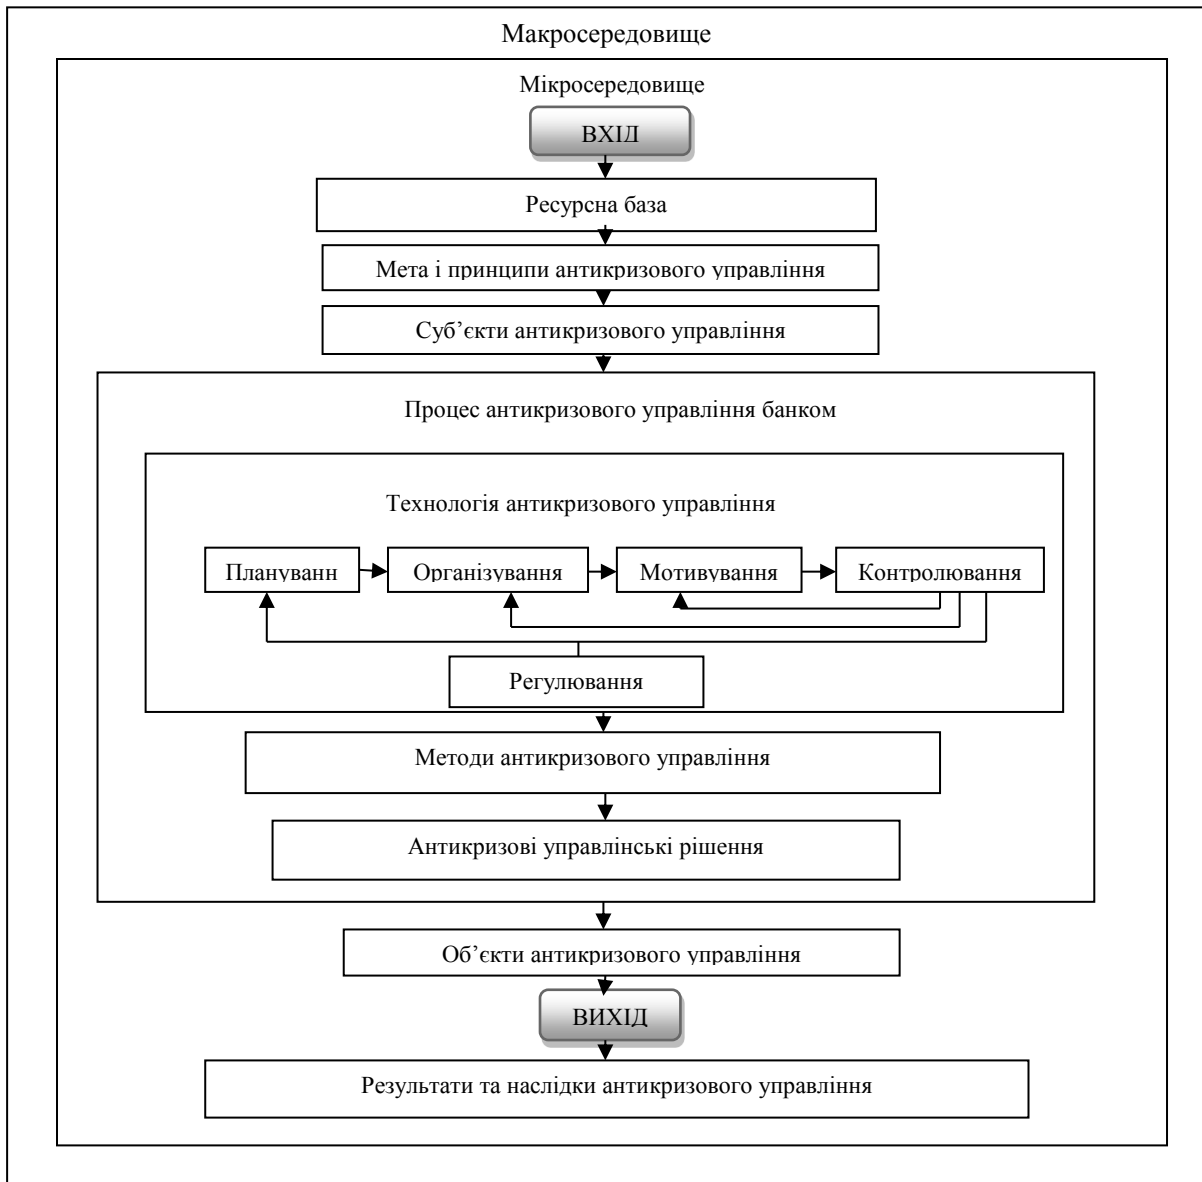 Макросередовище
Мікросередовище
ВХІД
Ресурсна база
Мета і принципи антикризового управління
Суб’єкти антикризового управління
Процес антикризового управління банком
Технологія антикризового управління
Плануванн
Організування
Мотивування
Контролювання
Регулювання
Методи антикризового управління
Антикризові управлінські рішення
Об’єкти антикризового управління
ВИХІД
Результати та наслідки антикризового управління